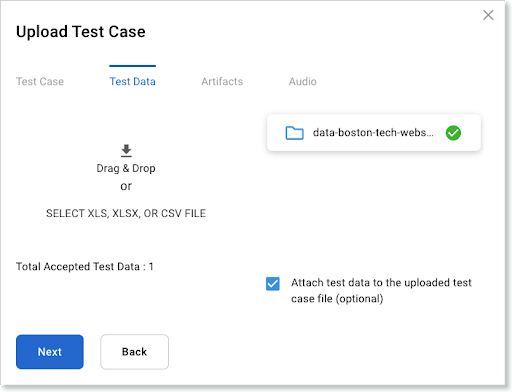 Upload Test Case
Test Case
Test Data
Artifacts
Audio
Drag & Drop
or
SELECT XLS, XLSX, OR CSV FILE
data-boston-tech-webs...
Total Accepted Test Data : 1
Attach test data to the uploaded test
case file (optional)
Next
Back